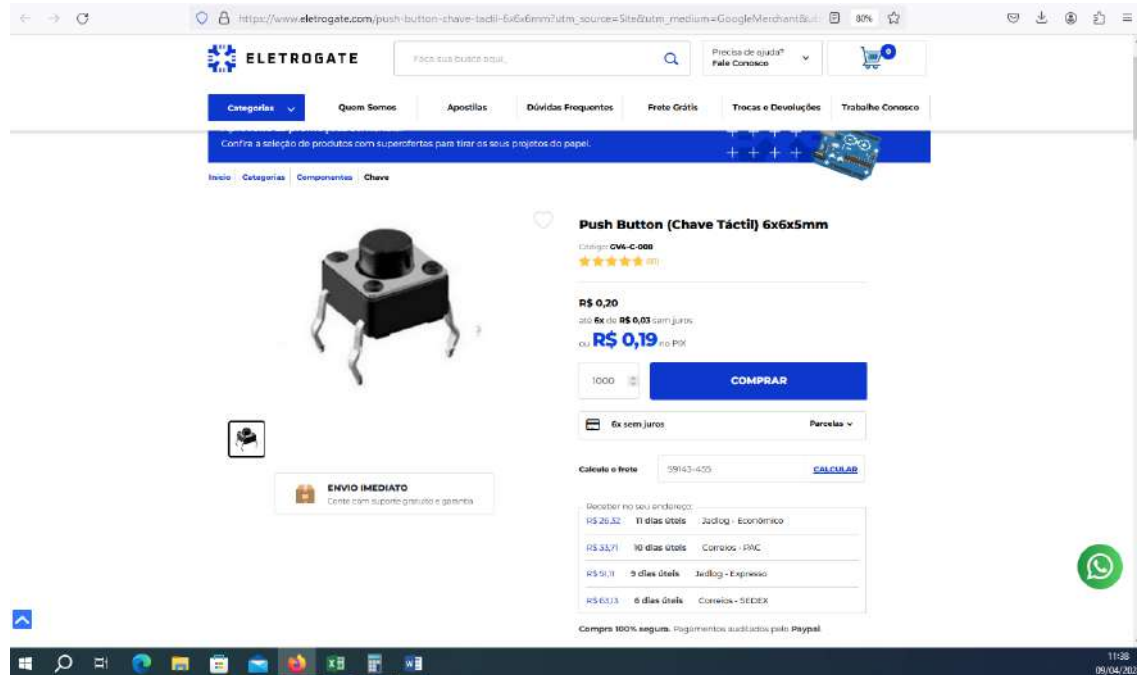 https://www.eletrogate.com/push-button-chave-tactil-6x6x6mm?utm_source=Site&utm_medium=GoogleMerchant&
80%
ELETROGATE
Faça sua busca aqui.
Precisa de ajuda?
Fale Conosco
0
Categorias
Quem Somos
Apostilas
Dúvidas Frequentes
Frete Grátis
Trocas e Devoluções
Trabalhe Conosco
Confira a seleção de produtos com superofertas para tirar os seus projetos do papel.
Início Categorias Componentes Chave
Push Button (Chave Táctil) 6x6x5mm
Código: GV4-C-008
R$ 0,20
até 6x de R$ 0,03 sem juros
ou R$ 0,19 no PIX
1000
COMPRAR
6x sem juros
Parcelas
Calcule o frete
59143-455
CALCULAR
ENVIO IMEDIATO
Conte com suporte gratuito e garantia
Receber no seu endereço:
R$ 26,32 11 dias úteis Jadlog - Econômico
R$ 33,71 10 dias úteis Correios - PAC
R$ 51,11 9 dias úteis Jadlog - Expresso
R$ 63,13 6 dias úteis Correios - SEDEX
Compra 100% segura. Pagamentos auditados pelo Paypal
11:38
09/04/202